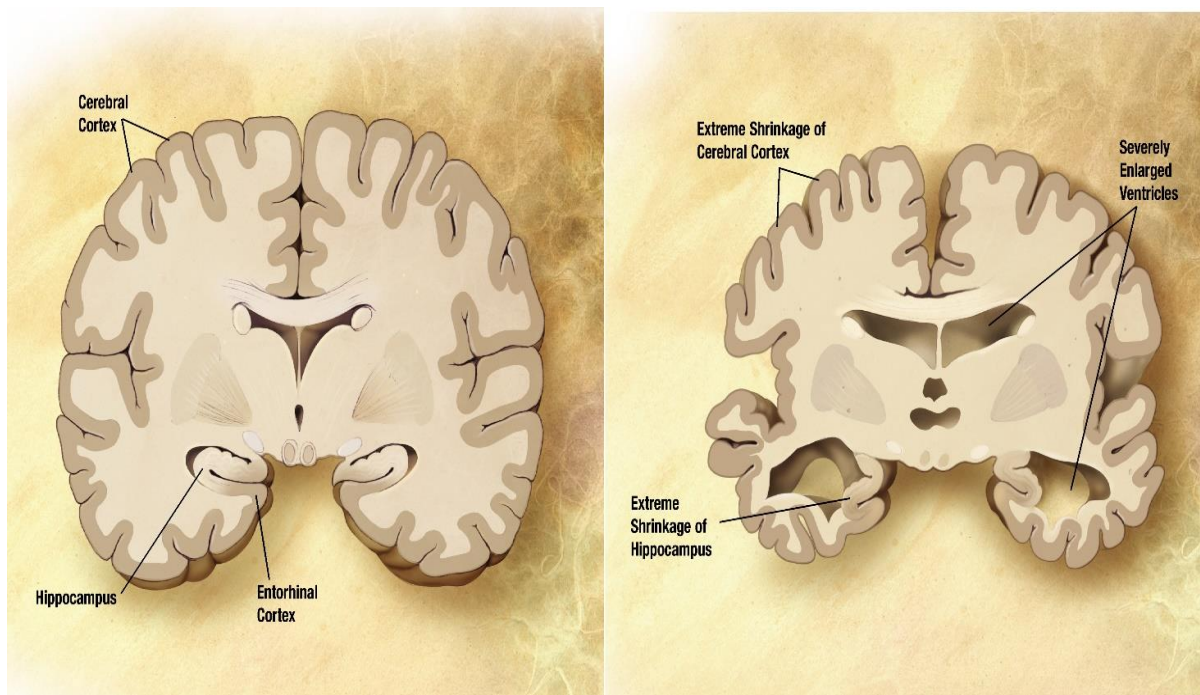 Cerebral
Cortex
Hippocampus
Entorhinal
Cortex
Extreme Shrinkage of
Cerebral Cortex
Severely
Enlarged
Ventricles
Extreme
Shrinkage of
Hippocampus